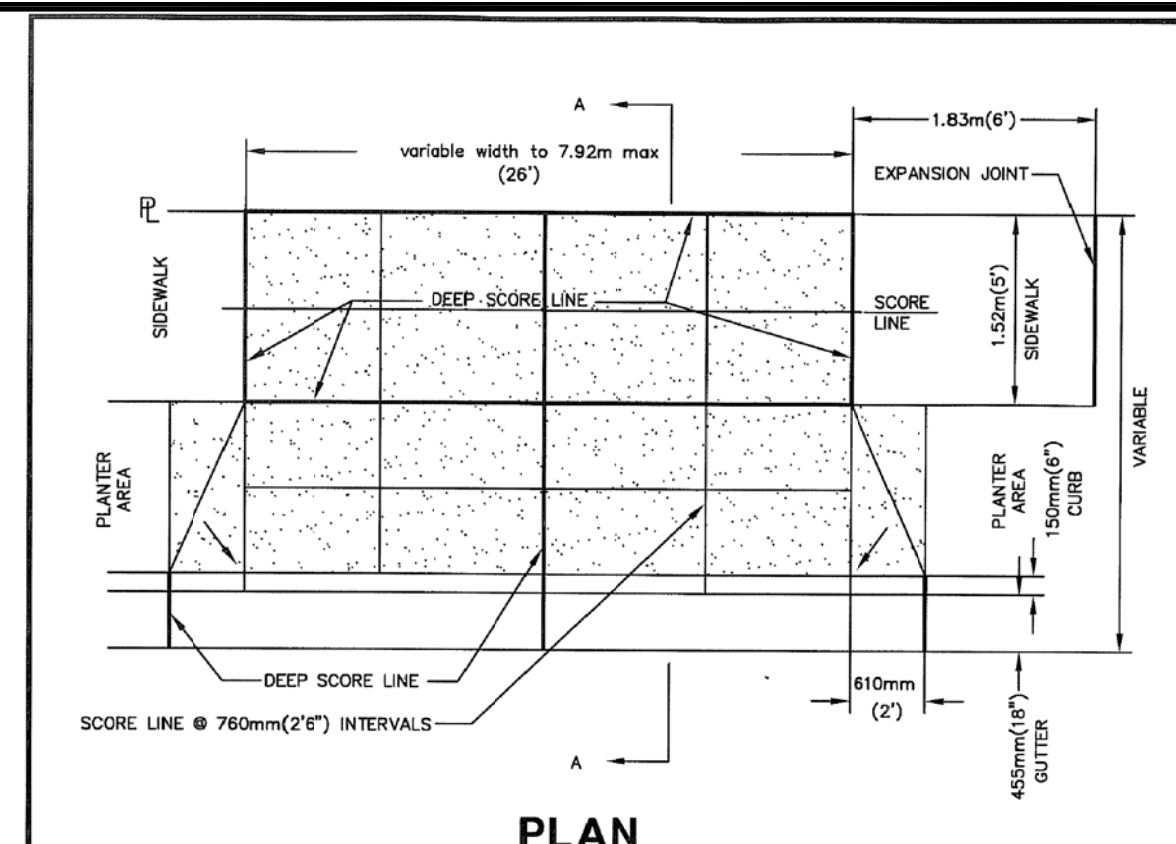 A
1.83m(6')
variable width to 7.92m max
(26')
EXPANSION JOINT
PL
SIDEWALK
DEEP SCORE LINE
SCORE
LINE
1.52m(5')
SIDEWALK
VARIABLE
PLANTER
AREA
PLANTER
AREA
150mm(6")
CURB
DEEP SCORE LINE
610mm
(2')
SCORE LINE @ 760mm(2'6") INTERVALS
455mm(18")
GUTTER
A
PLAN